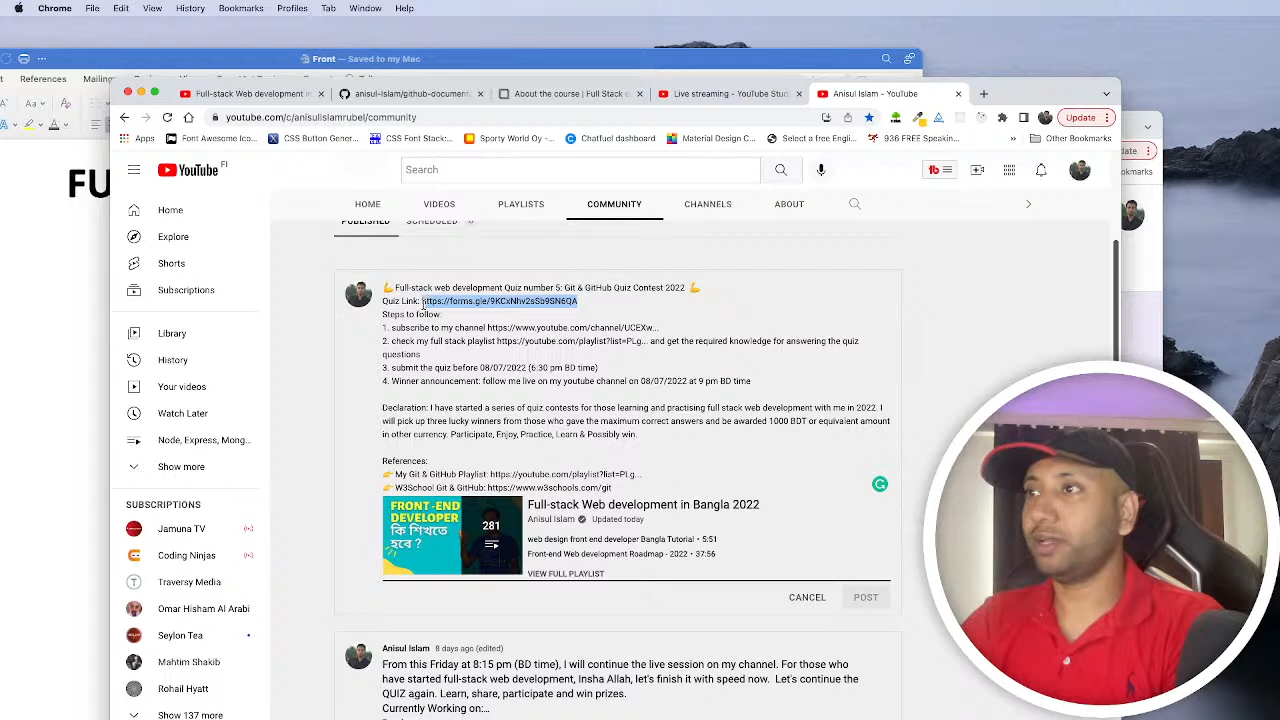 Chrome File Edit View History Bookmarks Profiles Tab Window Help
Front — Saved to my Mac
References Mailin
Aa
Full-stack Web development in
anisul-islam/github-documenta
About the course | Full Stack e
Live streaming - YouTube Stud
Anisul Islam - YouTube
youtube.com/c/anisulislamrubel/community
Update
Apps Font Awesome Ico... CSS Button Gener... CSS Font Stack:... Sporty World Oy -... Chatfuel dashboard Material Design C... Select a free Engli... 936 FREE Speakin... » Other Bookmarks
FU
YouTube FI
Search
Home
Explore
Shorts
Subscriptions
Library
History
Your videos
Watch Later
Node, Express, Mong...
Show more
SUBSCRIPTIONS
Jamuna TV
Coding Ninjas
Traversy Media
Omar Hisham Al Arabi
Seylon Tea
Mahtim Shakib
Rohail Hyatt
Show 137 more
HOME VIDEOS PLAYLISTS COMMUNITY CHANNELS ABOUT
PUBLISHED SCHEDULED
💪Full-stack web development Quiz number 5: Git & GitHub Quiz Contest 2022 💪
Quiz Link: https://forms.gle/9KCxNhv2sSb9SN6QA
Steps to follow:
1. subscribe to my channel https://www.youtube.com/channel/UCEXw...
2. check my full stack playlist https://youtube.com/playlist?list=PLg... and get the required knowledge for answering the quiz
questions
3. submit the quiz before 08/07/2022 (6:30 pm BD time)
4. Winner announcement: follow me live on my youtube channel on 08/07/2022 at 9 pm BD time
Declaration: I have started a series of quiz contests for those learning and practising full stack web development with me in 2022. I
will pick up three lucky winners from those who gave the maximum correct answers and be awarded 1000 BDT or equivalent amount
in other currency. Participate, Enjoy, Practice, Learn & Possibly win.
References:
👉 My Git & GitHub Playlist: https://youtube.com/playlist?list=PLg...
👉 W3School Git & GitHub: https://www.w3schools.com/git
FRONT -END
DEVELOPER
কি শিখতে
হবে ?
281
Full-stack Web development in Bangla 2022
Anisul Islam Updated today
web design front end developer Bangla Tutorial • 5:51
Front-end Web development Roadmap - 2022 • 37:56
VIEW FULL PLAYLIST
CANCEL POST
Anisul Islam 8 days ago (edited)
From this Friday at 8:15 pm (BD time), I will continue the live session on my channel. For those who
have started full-stack web development, Insha Allah, let's finish it with speed now. Let's continue the
QUIZ again. Learn, share, participate and win prizes.
Currently Working on:...